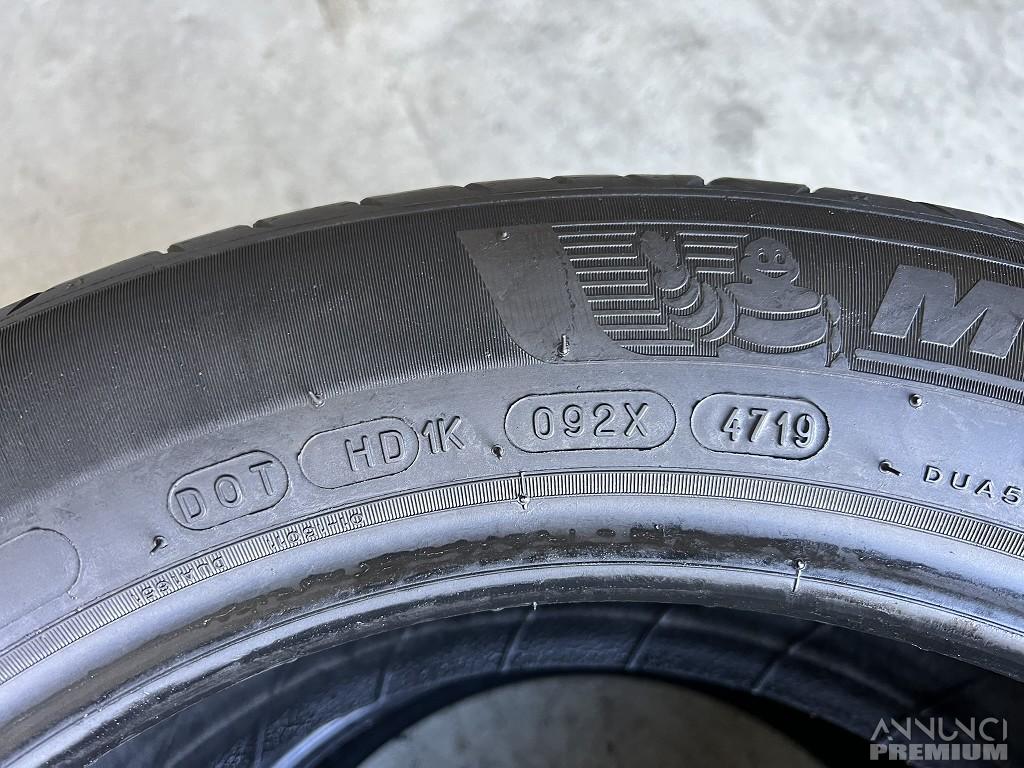 M
DOT HD1K 092X 4719 DUA5
ANNUNCI
PREMIUM